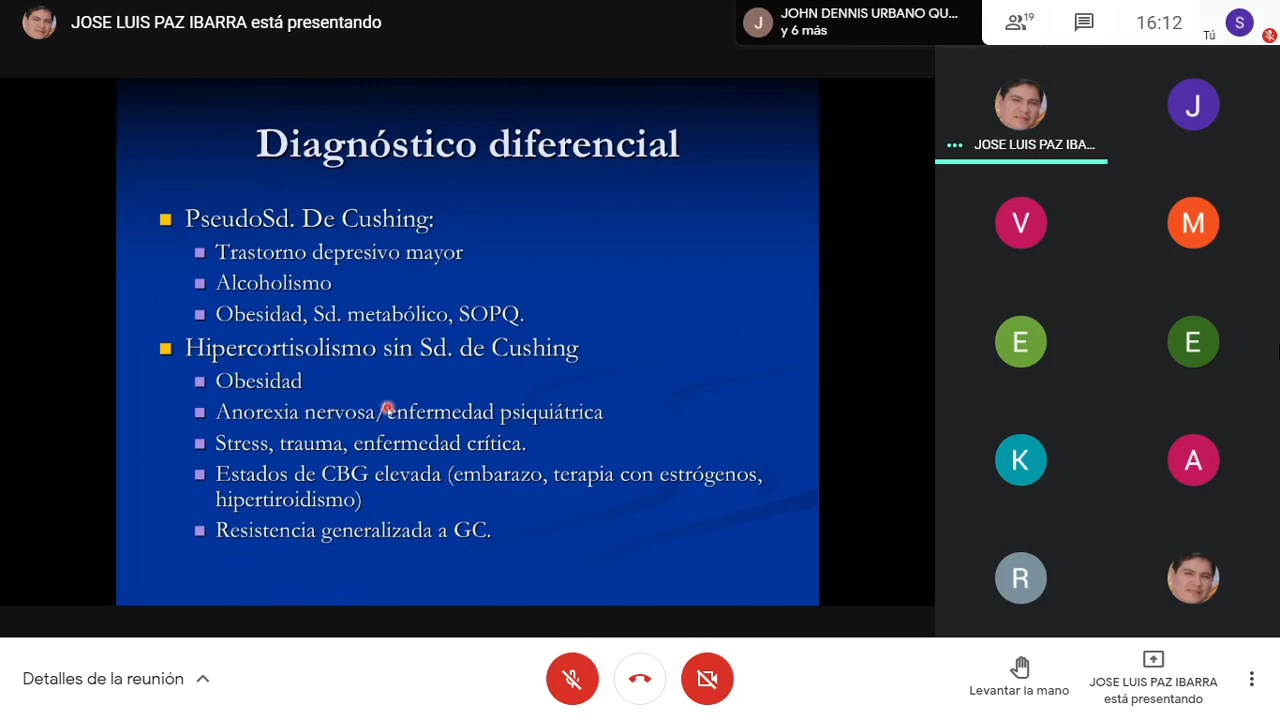 JOSE LUIS PAZ IBARRA está presentando
J
JOHN DENNIS URBANO QU...
y 6 más
19
16:12
Tú
S
Diagnóstico diferencial
PseudoSd. De Cushing:
Trastorno depresivo mayor
Alcoholismo
Obesidad, Sd. metabólico, SOPQ.
Hipercortisolismo sin Sd. de Cushing
Obesidad
Anorexia nervosa/enfermedad psiquiátrica
Stress, trauma, enfermedad crítica.
Estados de CBG elevada (embarazo, terapia con estrógenos,
hipertiroidismo)
Resistencia generalizada a GC.
JOSE LUIS PAZ IBA...
J
V
M
E
E
K
A
R
Detalles de la reunión
Levantar la mano
JOSE LUIS PAZ IBARRA
está presentando